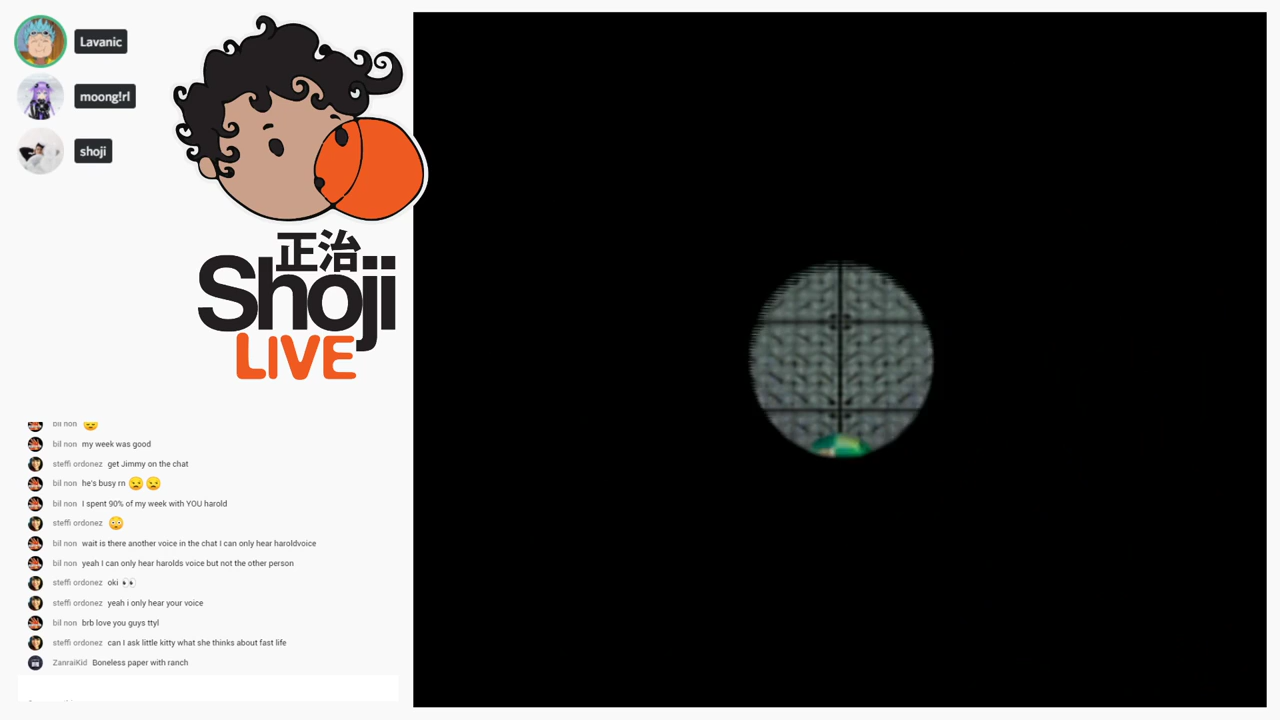 Lavanic
moong!rl
shoji
正治
Shoji
LIVE
bil non 😔
bil non my week was good
steffi ordonez get Jimmy on the chat
bil non he's busy rn 😣 😣
bil non I spent 90% of my week with YOU harold
steffi ordonez 😳
bil non wait is there another voice in the chat I can only hear haroldvoice
bil non yeah I can only hear harolds voice but not the other person
steffi ordonez oki 👀
steffi ordonez yeah i only hear your voice
bil non brb love you guys ttyl
steffi ordonez can I ask little kitty what she thinks about fast life
ZanraiKid Boneless paper with ranch